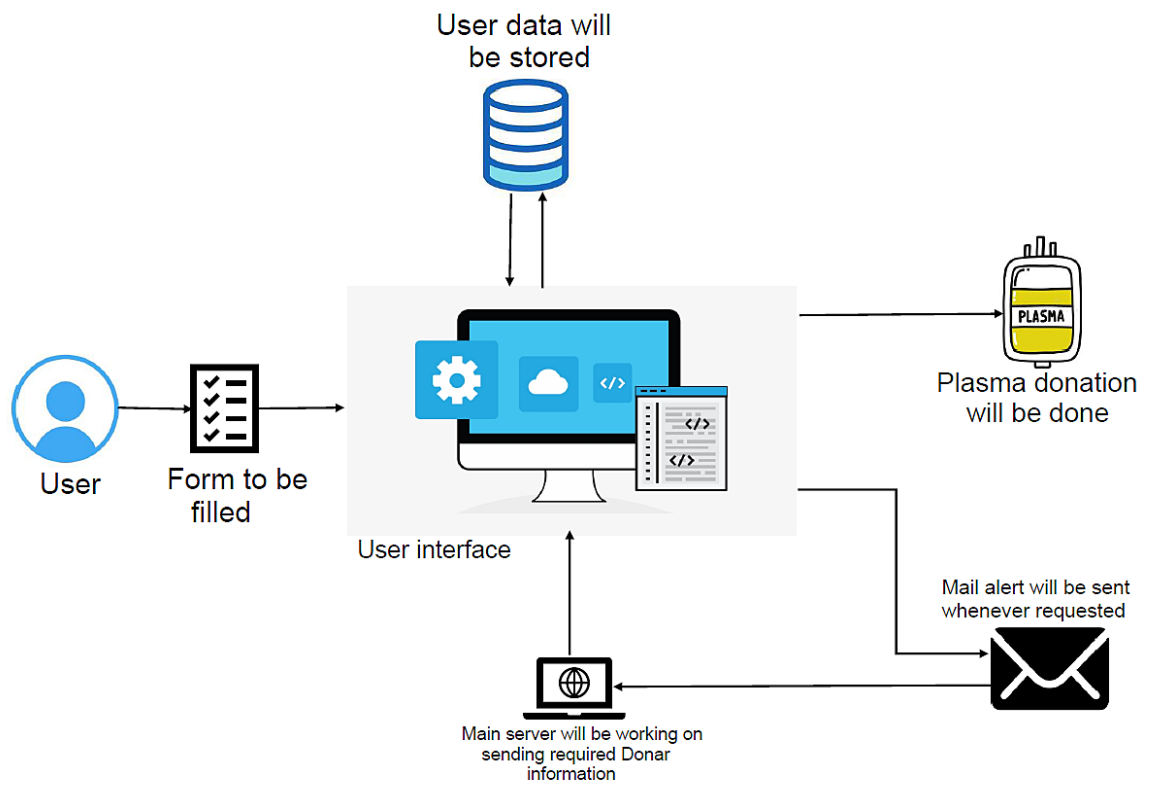 User data will
be stored
PLASMA
Plasma donation
will be done
</>
</>
</>
User
Form to be
filled
User interface
Mail alert will be sent
whenever requested
Main server will be working on
sending required Donar
information